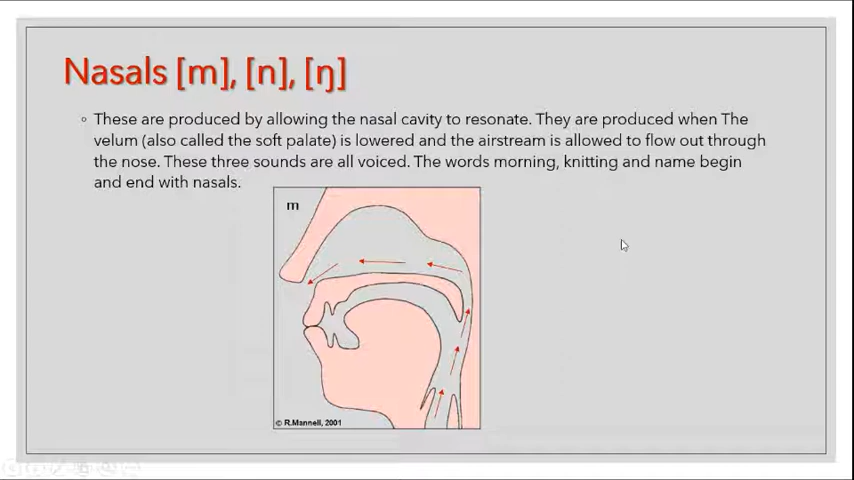 Nasals [m], [n], [ŋ]
◦ These are produced by allowing the nasal cavity to resonate. They are produced when The
velum (also called the soft palate) is lowered and the airstream is allowed to flow out through
the nose. These three sounds are all voiced. The words morning, knitting and name begin
and end with nasals.
m
© R.Mannell, 2001